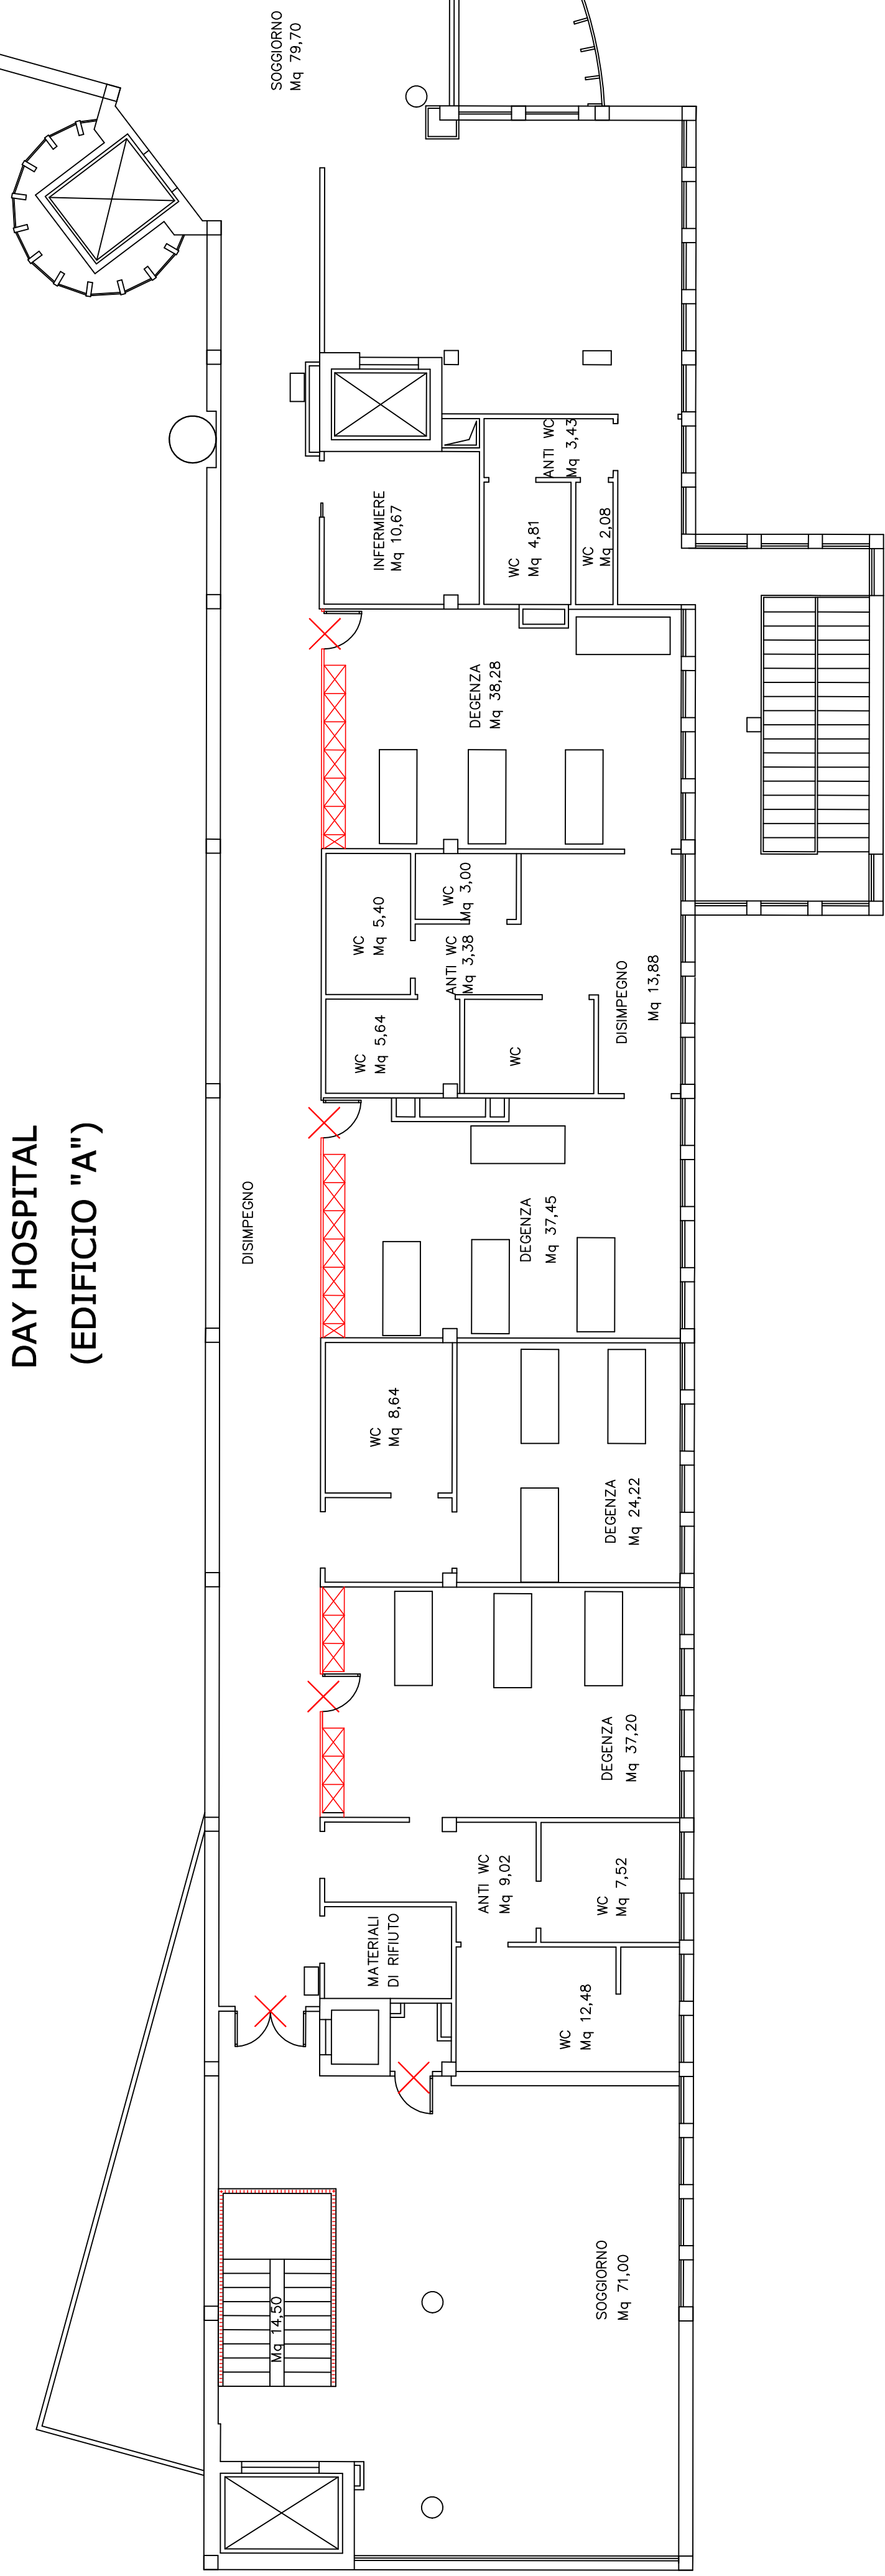 DAY HOSPITAL
(EDIFICIO "A")
SOGGIORNO
Mq 79,70
ANTI WC
Mq 3,43
INFERMIERE
Mq 10,67
WC
Mq 4,81
WC
Mq 2,08
DEGENZA
Mq 38,28
WC
Mq 5,40
WC
Mq 3,00
ANTI WC
Mq 3,38
WC
Mq 5,64
WC
DISIMPEGNO
Mq 13,88
DISIMPEGNO
DEGENZA
Mq 37,45
WC
Mq 8,64
DEGENZA
Mq 24,22
DEGENZA
Mq 37,20
ANTI WC
Mq 9,02
WC
Mq 7,52
MATERIALI
DI RIFIUTO
WC
Mq 12,48
Mq 14,50
SOGGIORNO
Mq 71,00